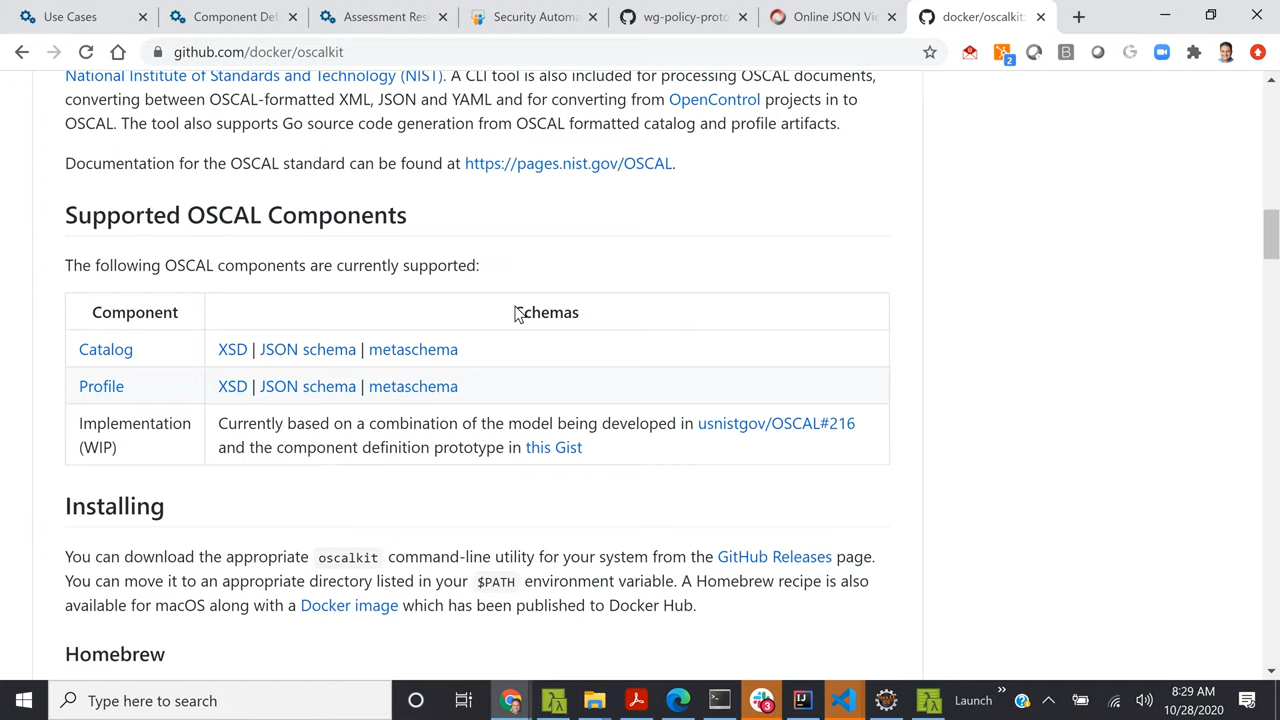 Use Cases
Component De
Assessment Res
Security Automa
wg-policy-proto
Online JSON Vie
docker/oscalkit:
github.com/docker/oscalkit
2
National Institute of Standards and Technology (NIST). A CLI tool is also included for processing OSCAL documents,
converting between OSCAL-formatted XML, JSON and YAML and for converting from OpenControl projects in to
OSCAL. The tool also supports Go source code generation from OSCAL formatted catalog and profile artifacts.
Documentation for the OSCAL standard can be found at https://pages.nist.gov/OSCAL.
Supported OSCAL Components
The following OSCAL components are currently supported:
Component Schemas
Catalog XSD | JSON schema | metaschema
Profile XSD | JSON schema | metaschema
Implementation (WIP) Currently based on a combination of the model being developed in usnistgov/OSCAL#216
and the component definition prototype in this Gist
Installing
You can download the appropriate oscalkit command-line utility for your system from the GitHub Releases page.
You can move it to an appropriate directory listed in your $PATH environment variable. A Homebrew recipe is also
available for macOS along with a Docker image which has been published to Docker Hub.
Homebrew
Type here to search
3
Launch
8:29 AM
10/28/2020